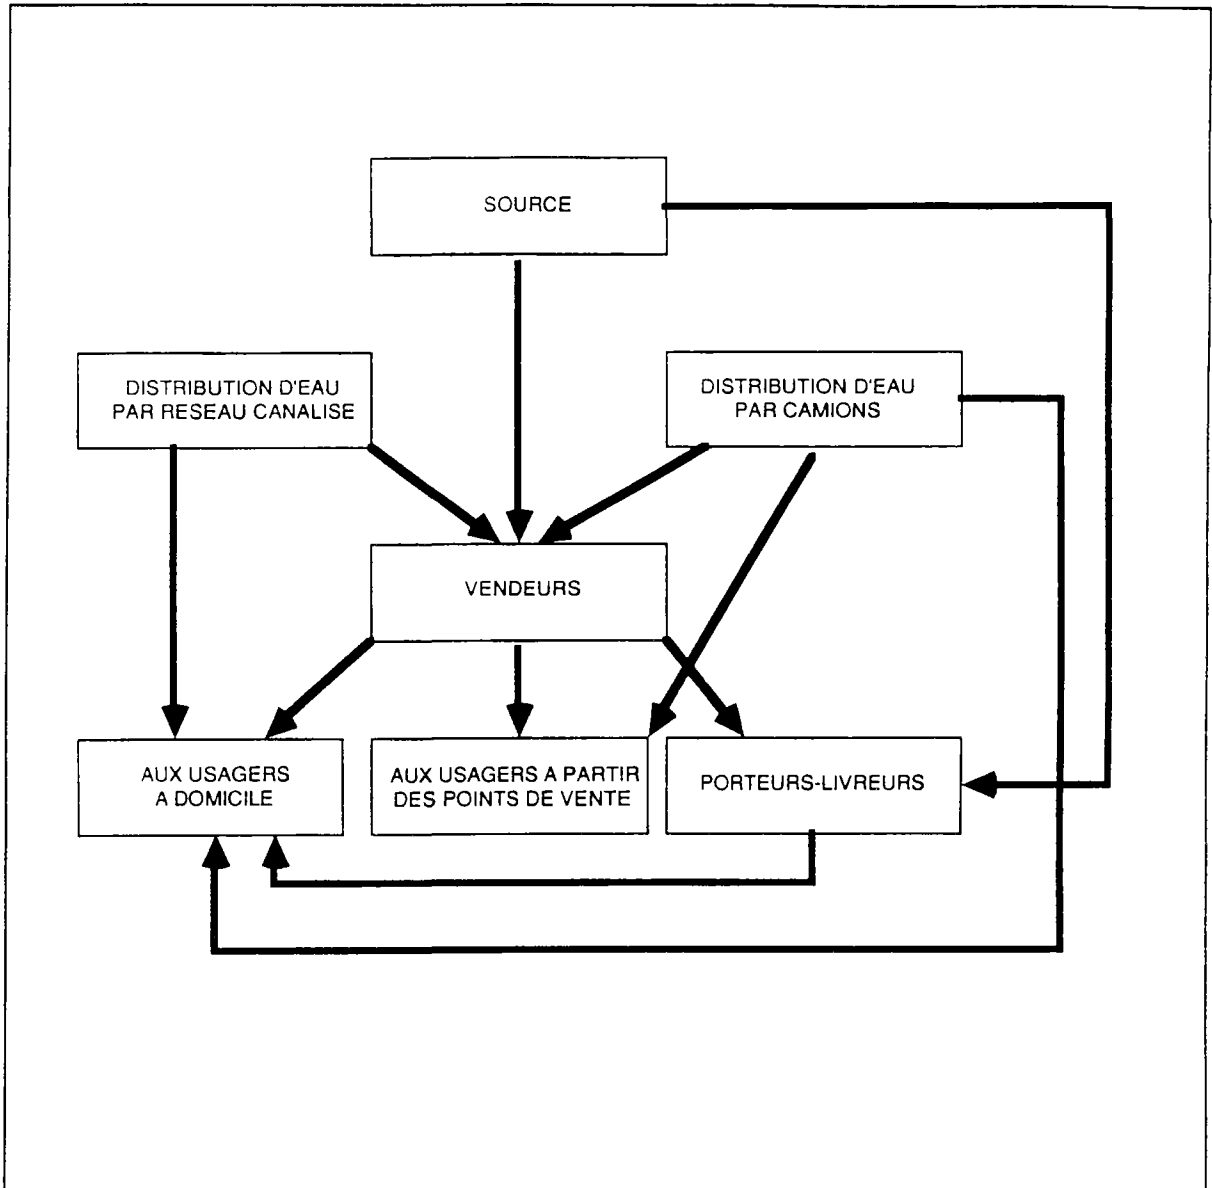 SOURCE
DISTRIBUTION D'EAU
PAR RESEAU CANALISE
DISTRIBUTION D'EAU
PAR CAMIONS
VENDEURS
AUX USAGERS
A DOMICILE
AUX USAGERS A PARTIR
DES POINTS DE VENTE
PORTEURS-LIVREURS